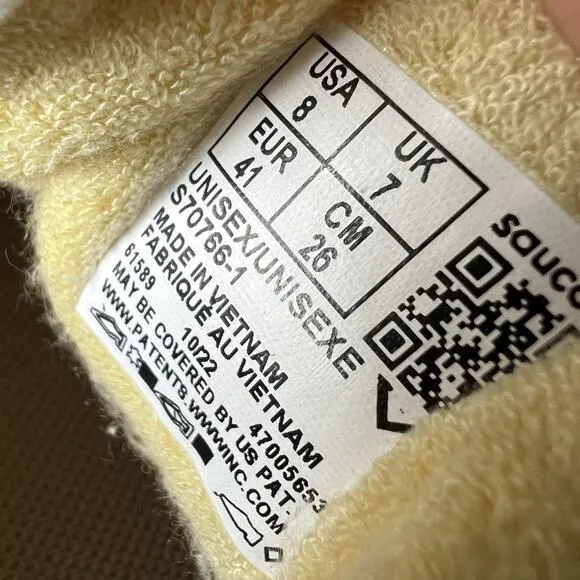 USA
8
UK
7
EUR
41
CM
26
sauco
UNISEX/UNISEXE
S70766-1
MADE IN VIETNAM
FABRIQUÉ AU VIETNAM
61589 10/22 47005653
MAY BE COVERED BY US PAT.
WWW.PATENTS.WWWINC.COM